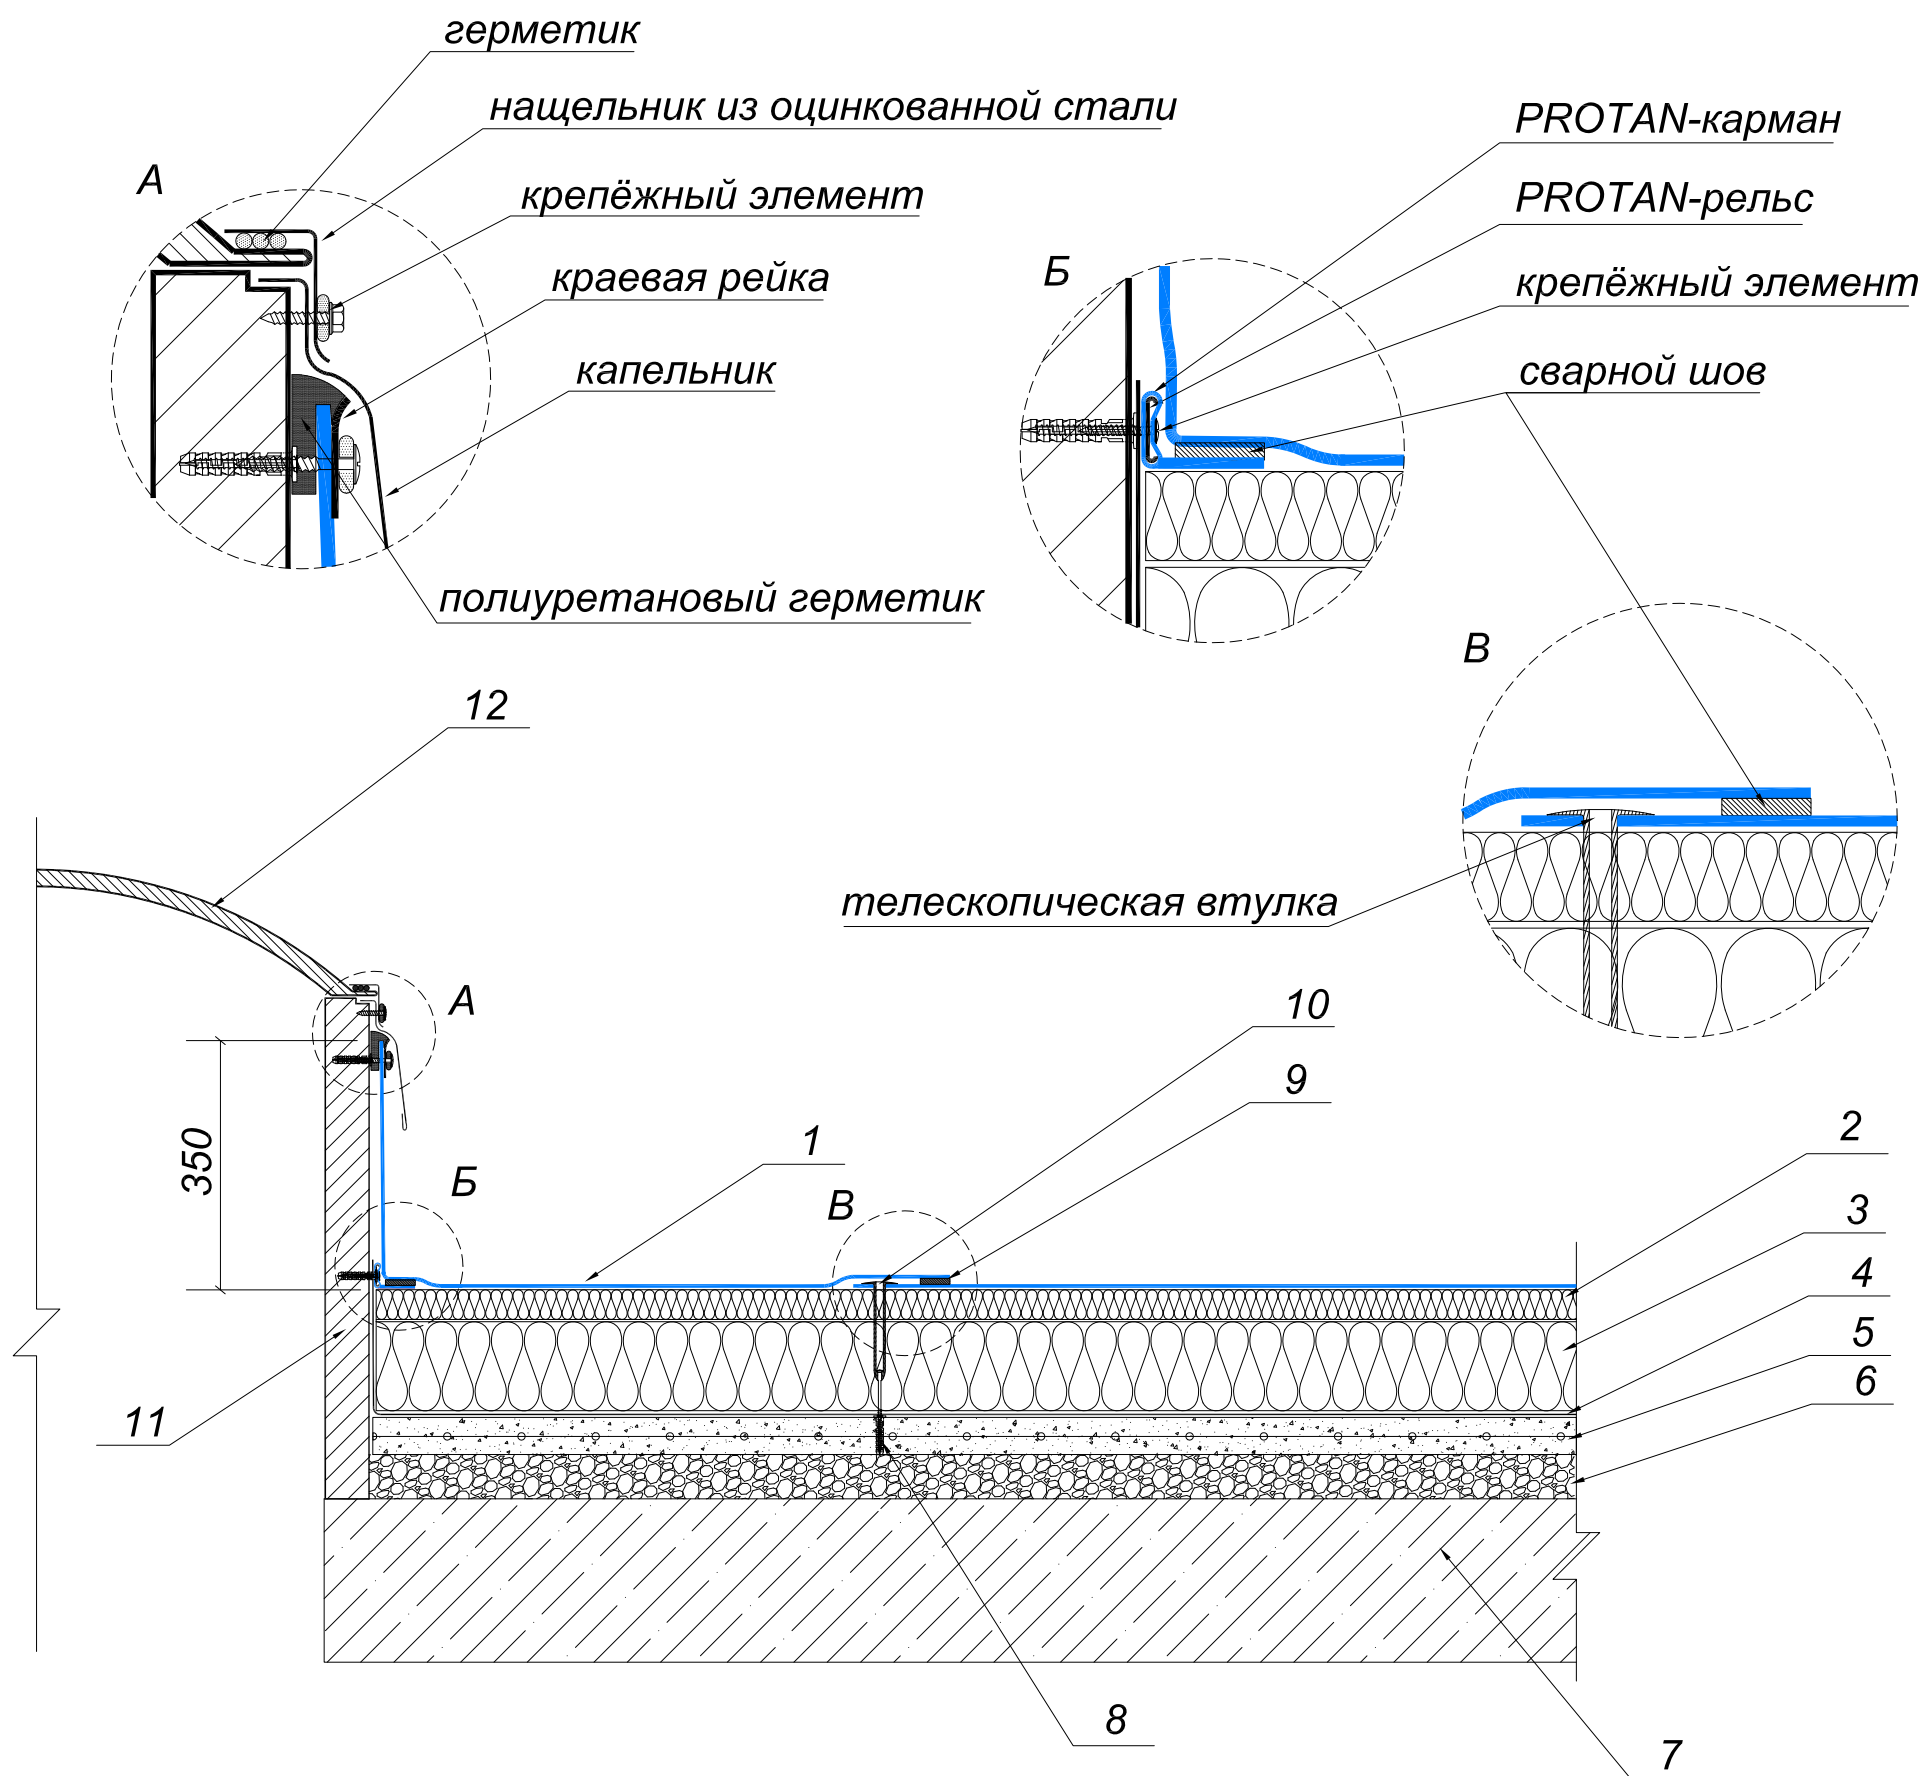 герметик
нащельник из оцинкованной стали
крепёжный элемент
краевая рейка
капельник
полиуретановый герметик
А
PROTAN-карман
PROTAN-рельс
крепёжный элемент
сварной шов
Б
В
телескопическая втулка
12
А
10
9
350
1
2
Б
В
3
4
5
6
11
8
7